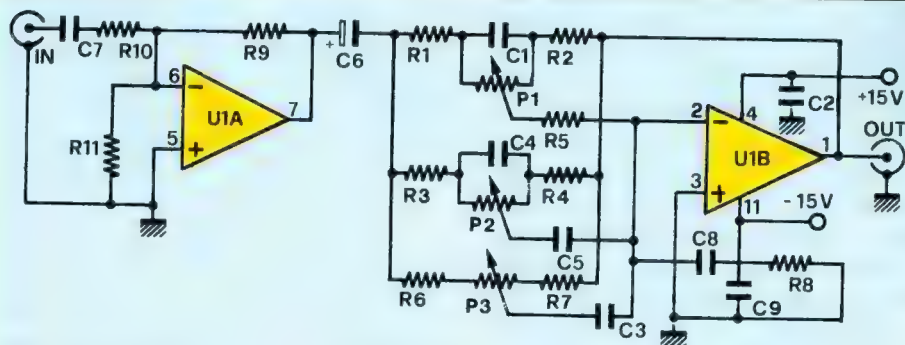 IN
C7
R10
R9
C6
+
R11
6
5
−
+
U1A
7
R1
C1
R2
P1
R5
C4
R3
R4
P2
C5
R6
P3
R7
C3
2
3
−
+
U1B
4
1
11
C2
+15V
OUT
-15V
C8
R8
C9